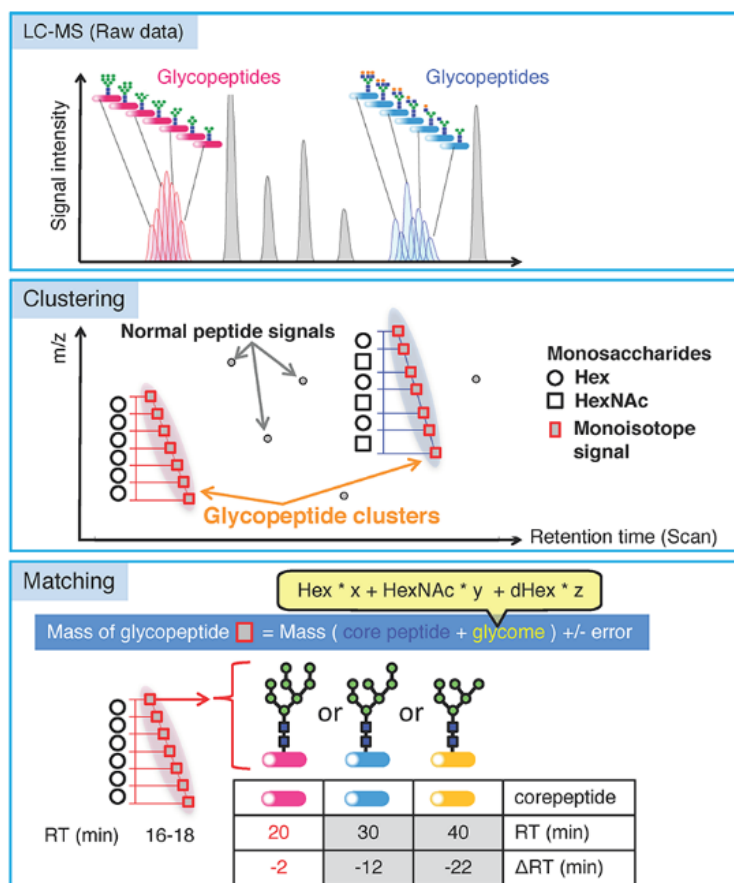 LC-MS (Raw data)
Glycopeptides
Glycopeptides
Signal intensity
Clustering
Normal peptide signals
m/z
Monosaccharides
Hex
HexNAc
Monoisotope
signal
Glycopeptide clusters
Retention time (Scan)
Matching
Hex * x + HexNAc * y + dHex * z
Mass of glycopeptide = Mass ( core peptide + glycome ) +/- error
or or
corepeptide
RT (min) 16-18
20 30 40 RT (min)
-2 -12 -22 ΔRT (min)